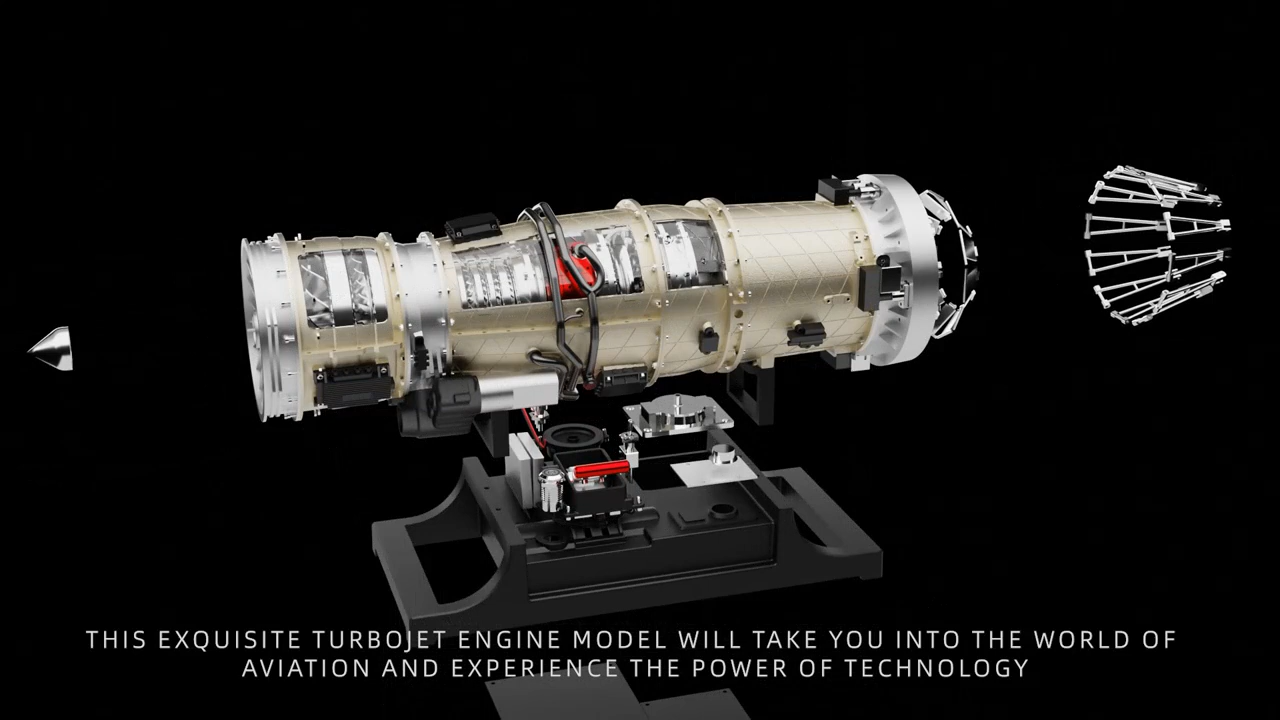 THIS EXQUISITE TURBOJET ENGINE MODEL WILL TAKE YOU INTO THE WORLD OF
AVIATION AND EXPERIENCE THE POWER OF TECHNOLOGY